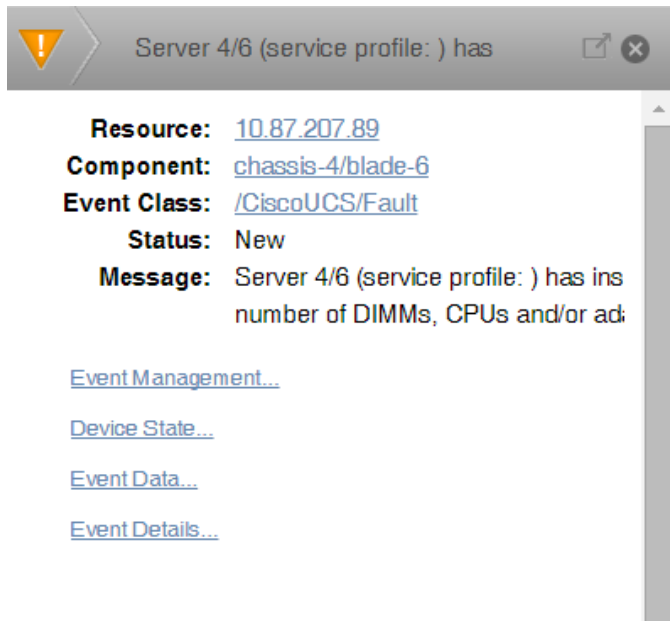 Server 4/6 (service profile: ) has
Resource: 10.87.207.89
Component: chassis-4/blade-6
Event Class: /CiscoUCS/Fault
Status: New
Message: Server 4/6 (service profile: ) has ins
number of DIMMs, CPUs and/or ada
Event Management...
Device State...
Event Data...
Event Details...